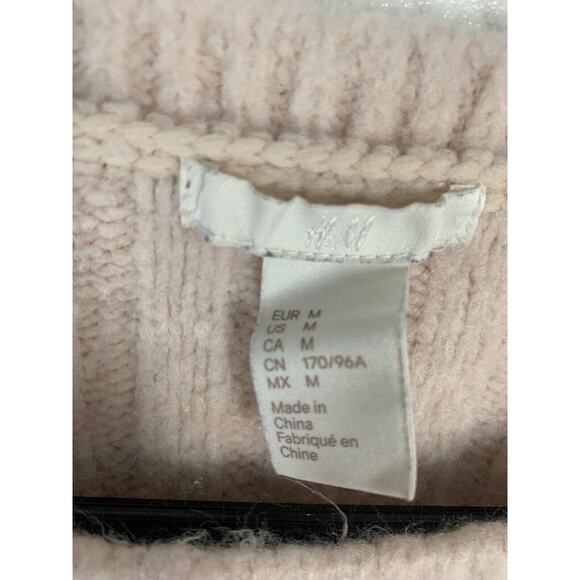 H&M
EUR M
US M
CA M
CN 170/96A
MX M
Made in
China
Fabriqué en
Chine